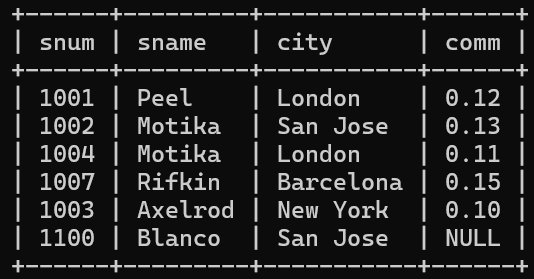 +------+---------+-----------+------+
| snum | sname   | city      | comm |
+------+---------+-----------+------+
| 1001 | Peel    | London    | 0.12 |
| 1002 | Motika  | San Jose  | 0.13 |
| 1004 | Motika  | London    | 0.11 |
| 1007 | Rifkin  | Barcelona | 0.15 |
| 1003 | Axelrod | New York  | 0.10 |
| 1100 | Blanco  | San Jose  | NULL |
+------+---------+-----------+------+